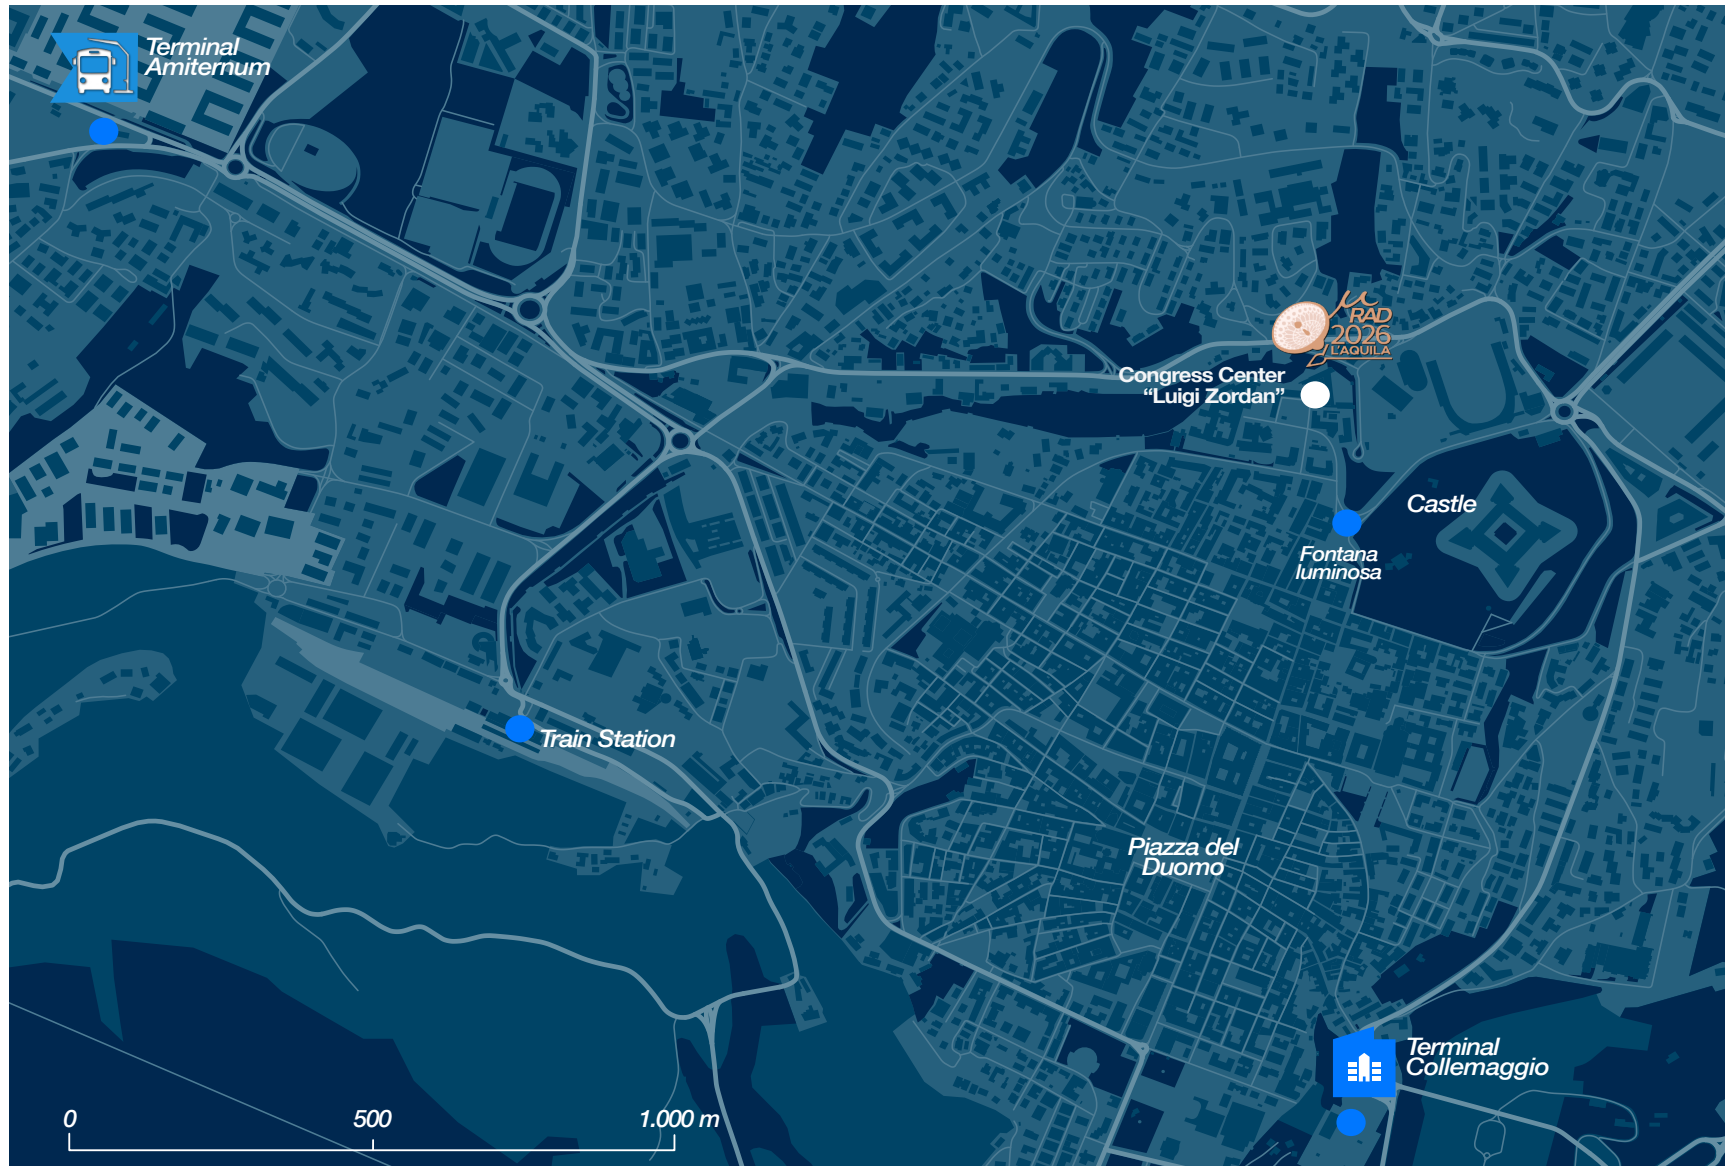 Terminal
Amiternum
μ
RAD
2026
L'AQUILA
Congress Center
“Luigi Zordan”
Castle
Fontana
luminosa
Train Station
Piazza del
Duomo
Terminal
Collemaggio
0 500 1.000 m